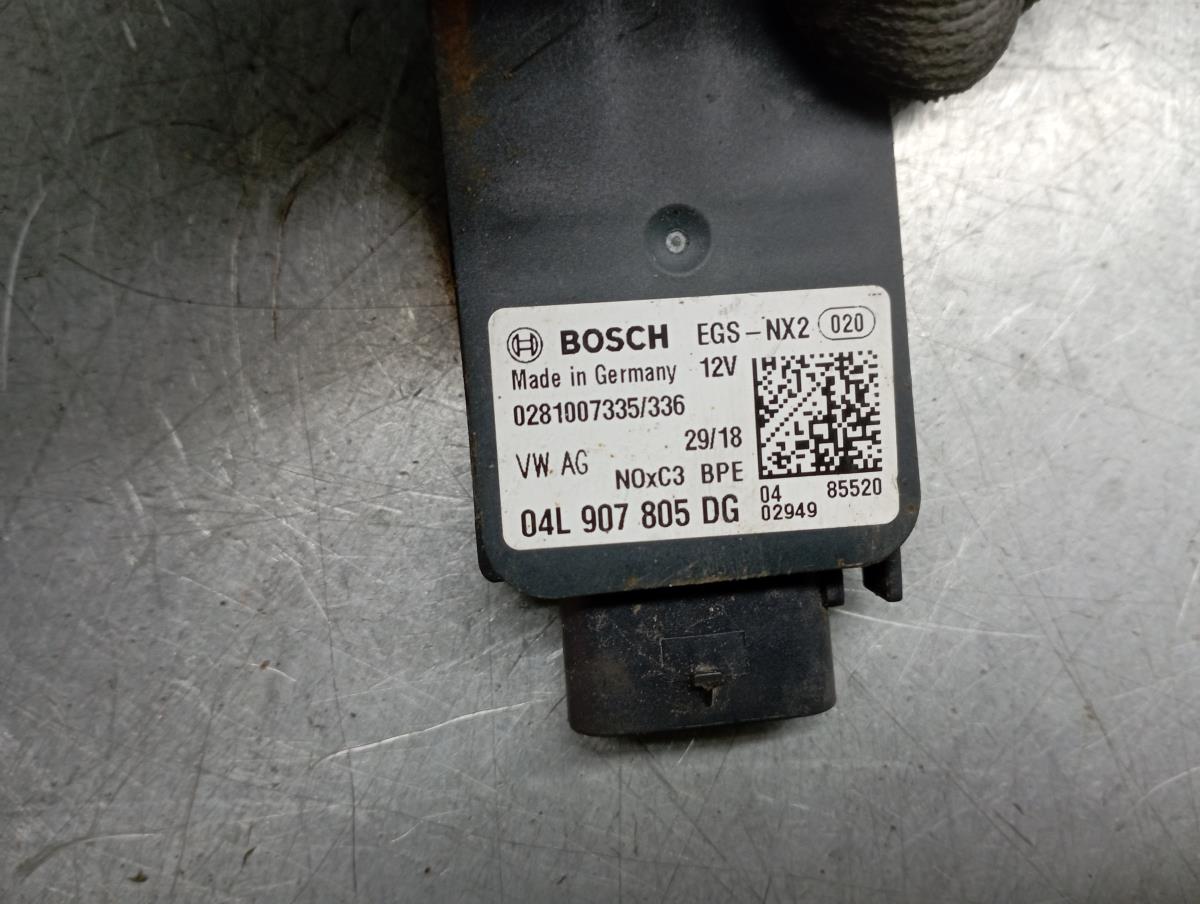 BOSCH EGS-NX2 020
Made in Germany 12V
0281007335/336
29/18
VW AG
NOxC3 BPE
04L 907 805 DG
04 85520
02949